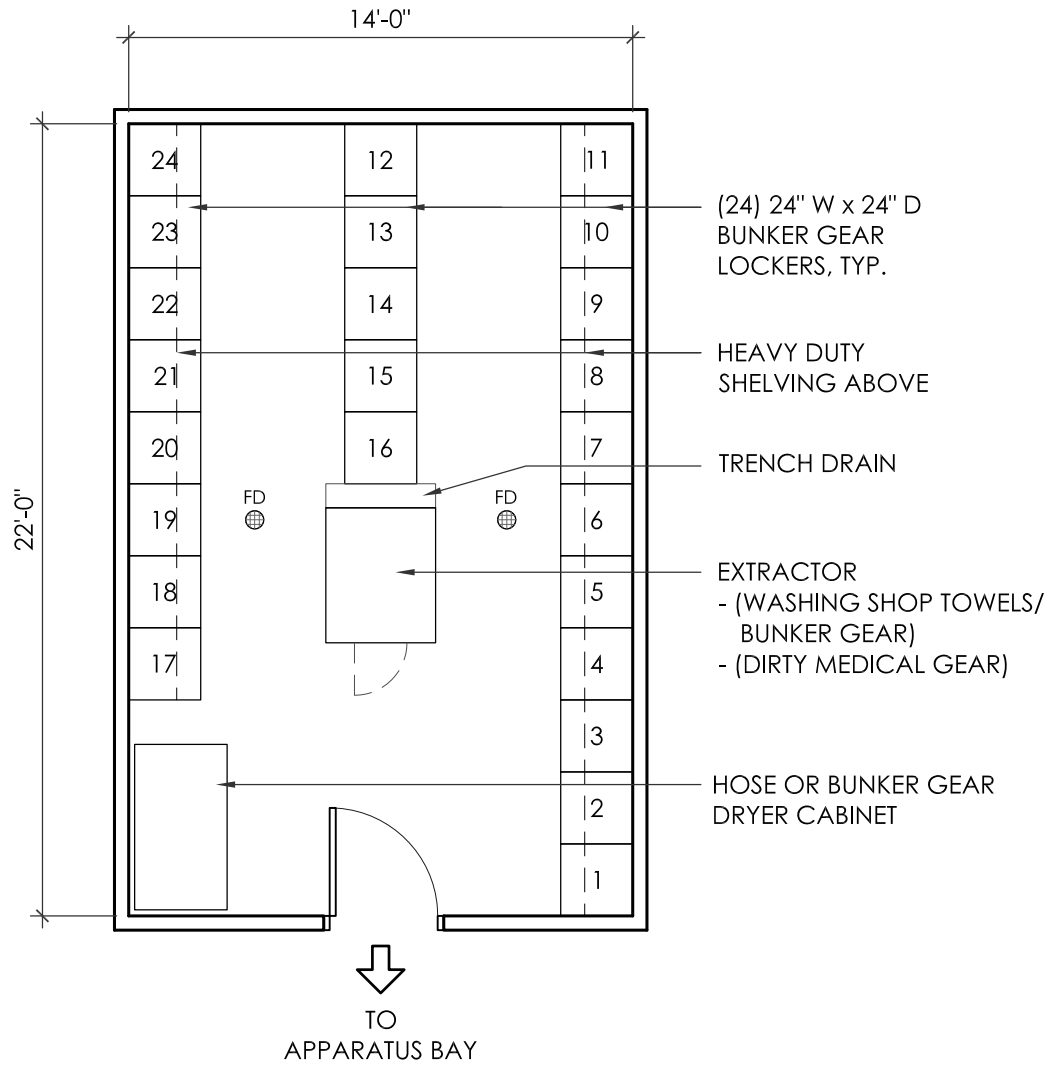 14'-0"
22'-0"
24 12 11
23 13 10
22 14 9
21 15 8
20 16 7
19 FD FD 6
18 5
17 4
3
2
1
(24) 24" W x 24" D
BUNKER GEAR
LOCKERS, TYP.
HEAVY DUTY
SHELVING ABOVE
TRENCH DRAIN
EXTRACTOR
- (WASHING SHOP TOWELS/
BUNKER GEAR)
- (DIRTY MEDICAL GEAR)
HOSE OR BUNKER GEAR
DRYER CABINET
TO
APPARATUS BAY